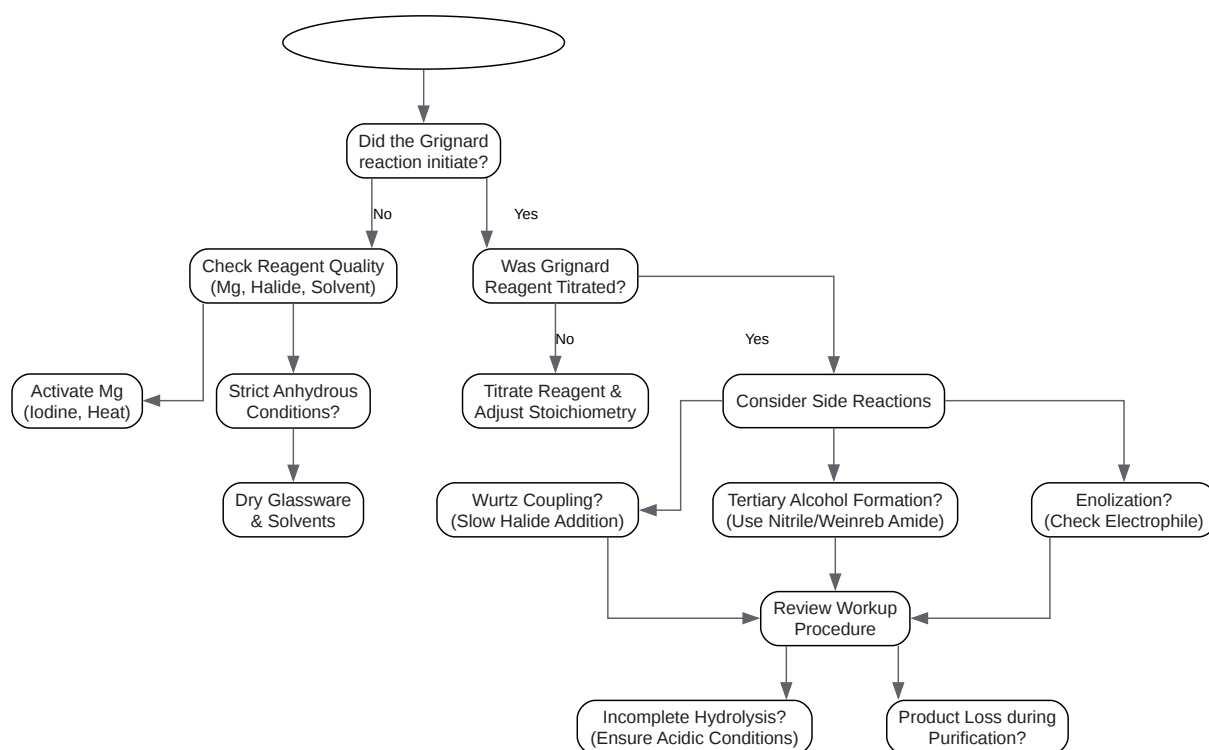 Did the Grignard
reaction initiate?
No
Yes
Check Reagent Quality
(Mg, Halide, Solvent)
Was Grignard
Reagent Titrated?
No
Yes
Activate Mg
(Iodine, Heat)
Strict Anhydrous
Conditions?
Titrate Reagent &
Adjust Stoichiometry
Consider Side Reactions
Dry Glassware
& Solvents
Wurtz Coupling?
(Slow Halide Addition)
Tertiary Alcohol Formation?
(Use Nitrile/Weinreb Amide)
Enolization?
(Check Electrophile)
Review Workup
Procedure
Incomplete Hydrolysis?
(Ensure Acidic Conditions)
Product Loss during
Purification?